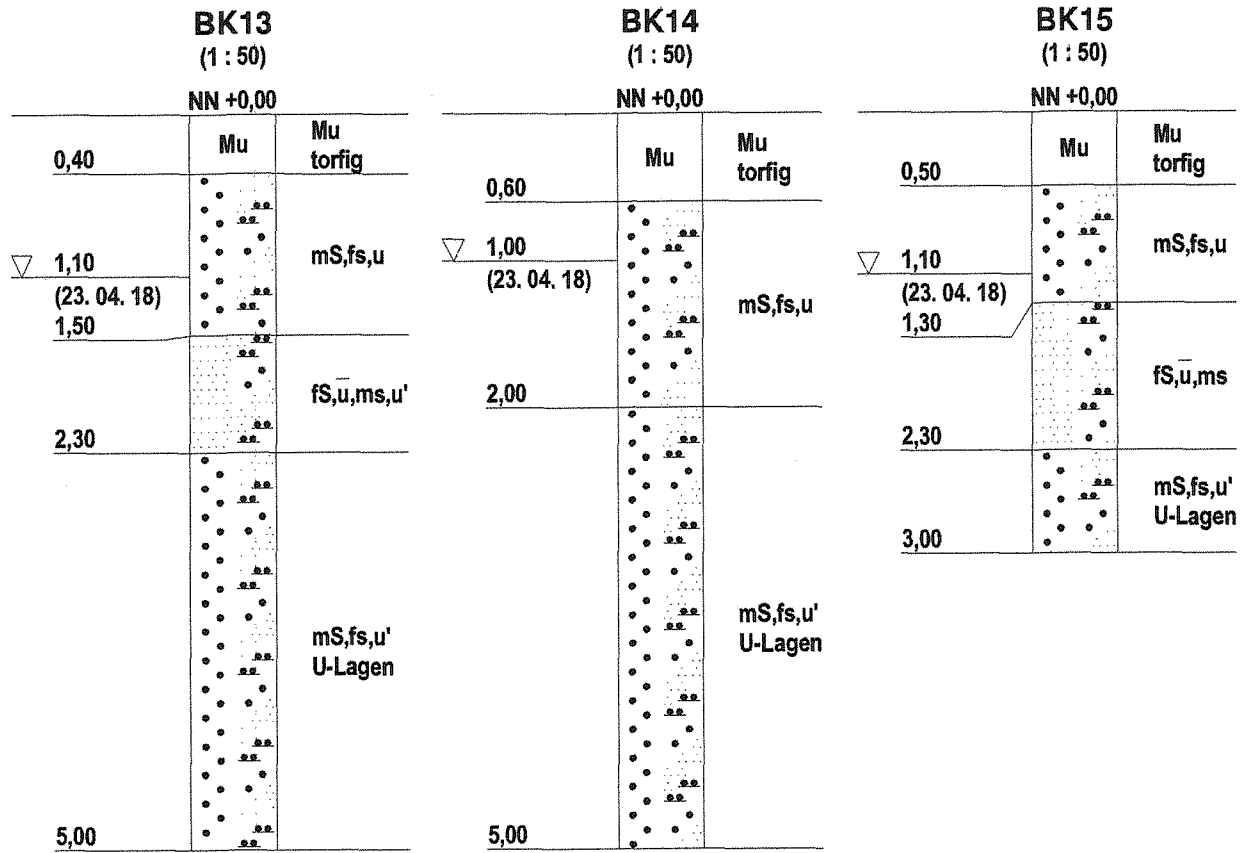 BK13
(1 : 50)
NN +0,00
Mu
Mu
torfig
0,40
mS,fs,u
1,10
(23. 04. 18)
1,50
fS,u̅,ms,u'
2,30
mS,fs,u'
U-Lagen
5,00
BK14
(1 : 50)
NN +0,00
Mu
Mu
torfig
0,60
1,00
(23. 04. 18)
mS,fs,u
2,00
mS,fs,u'
U-Lagen
5,00
BK15
(1 : 50)
NN +0,00
Mu
Mu
torfig
0,50
mS,fs,u
1,10
(23. 04. 18)
1,30
fS,u̅,ms
2,30
mS,fs,u'
U-Lagen
3,00